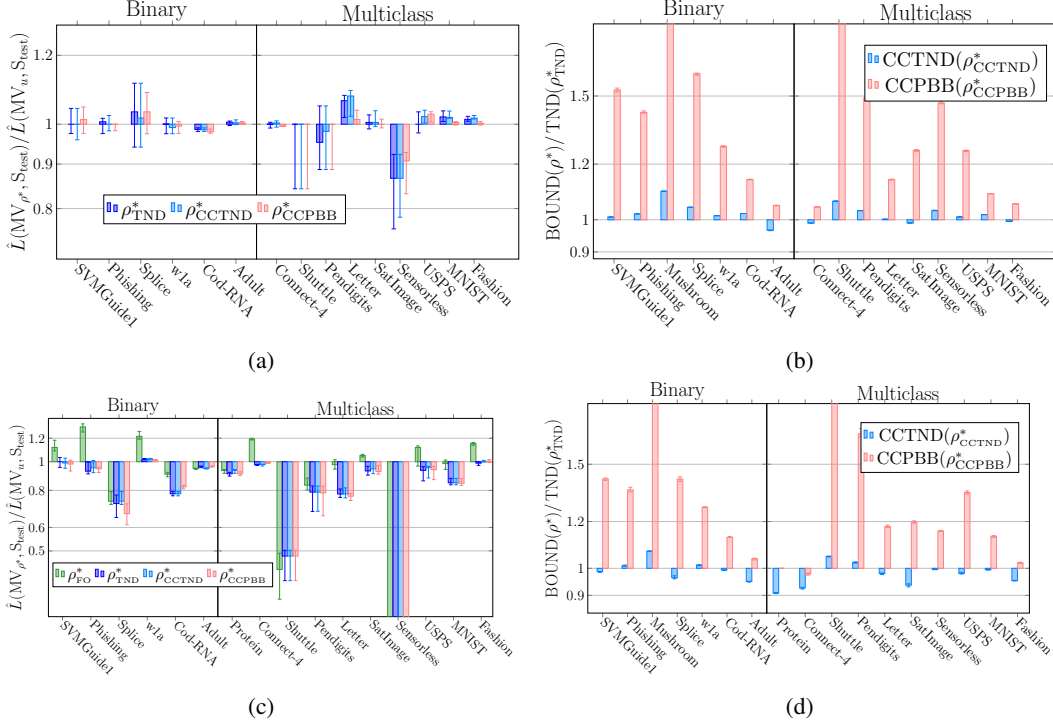 Binary
Multiclass
L̂(MV_ρ*, S_test)/L̂(MV_u, S_test)
1.2
1
0.9
0.8
ρ*_TND ρ*_CCTND ρ*_CCPBB
SVMGuide1 Phishing Splice w1a Cod-RNA Adult Connect-4 Shuttle Pendigits Letter SatImage Sensorless USPS MNIST Fashion
(a)
Binary
Multiclass
BOUND(ρ*)/TND(ρ*_TND)
1.5
1.2
1
0.9
CCTND(ρ*_CCTND)
CCPBB(ρ*_CCPBB)
SVMGuide1 Phishing Mushroom Splice w1a Cod-RNA Adult Connect-4 Shuttle Pendigits Letter SatImage Sensorless USPS MNIST Fashion
(b)
Binary
Multiclass
L̂(MV_ρ*, S_test)/L̂(MV_u, S_test)
1.2
1
0.8
0.6
0.5
ρ*_FO ρ*_TND ρ*_CCTND ρ*_CCPBB
SVMGuide1 Phishing Splice w1a Cod-RNA Adult Protein Connect-4 Shuttle Pendigits Letter SatImage Sensorless USPS MNIST Fashion
(c)
Binary
Multiclass
BOUND(ρ*)/TND(ρ*_TND)
1.5
1.2
1
0.9
CCTND(ρ*_CCTND)
CCPBB(ρ*_CCPBB)
SVMGuide1 Phishing Mushroom Splice w1a Cod-RNA Adult Protein Connect-4 Shuttle Pendigits Letter SatImage Sensorless USPS MNIST Fashion
(d)